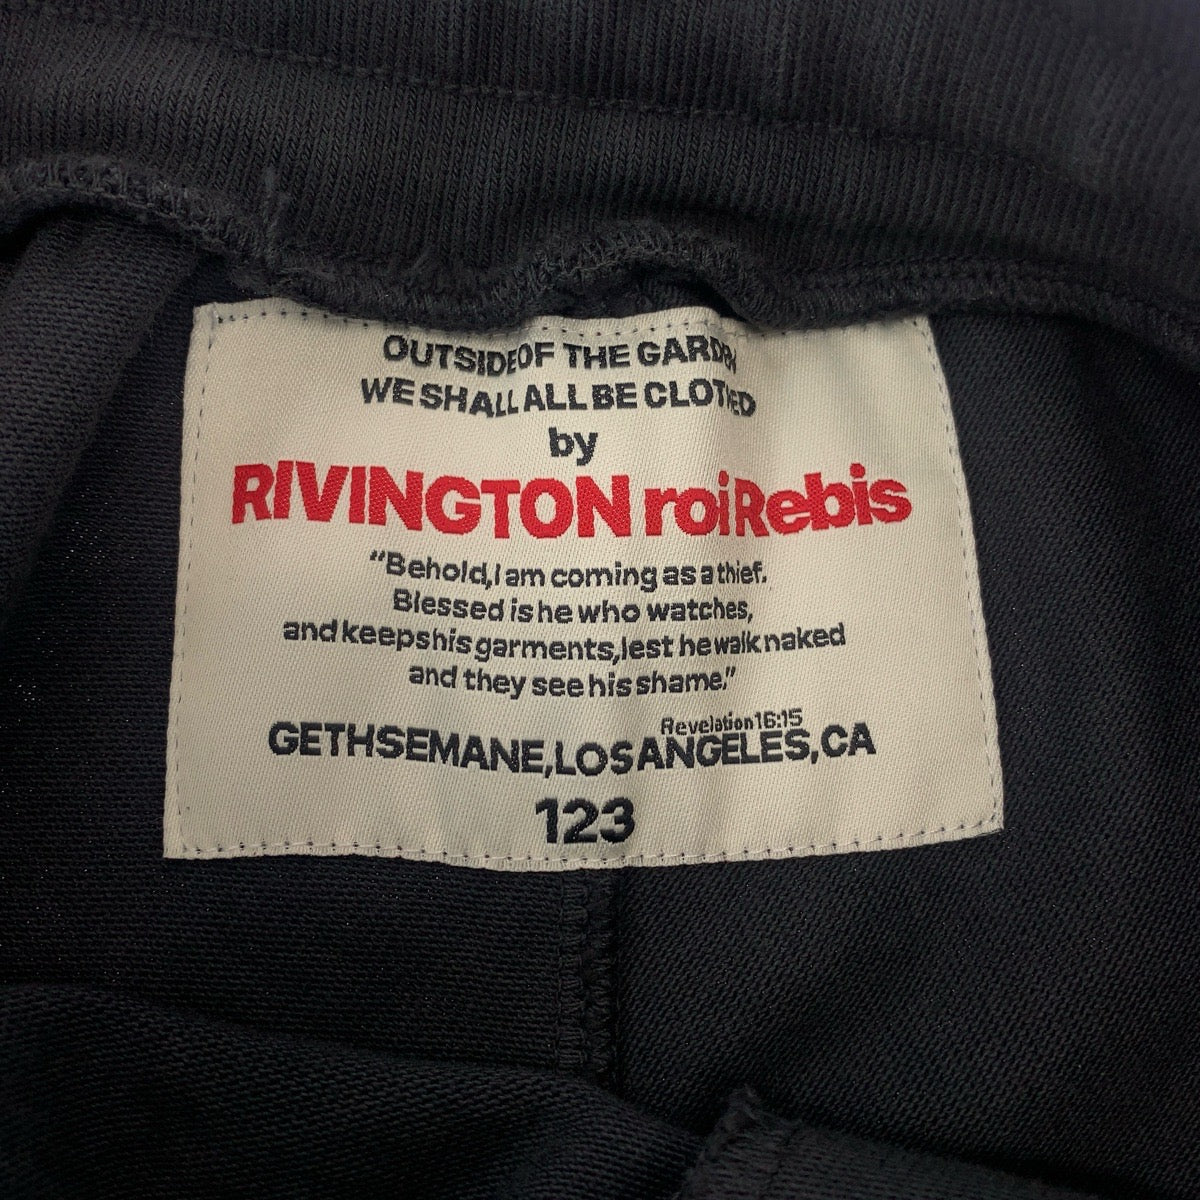 OUTSIDE OF THE GARDEN
WE SHALL ALL BE CLOTHED
by
RIVINGTON roi Rebis
"Behold, I am coming as a thief.
Blessed is he who watches,
and keeps his garments, lest he walk naked
and they see his shame."
Revelation 16:15
GETHSEMANE, LOS ANGELES, CA
123